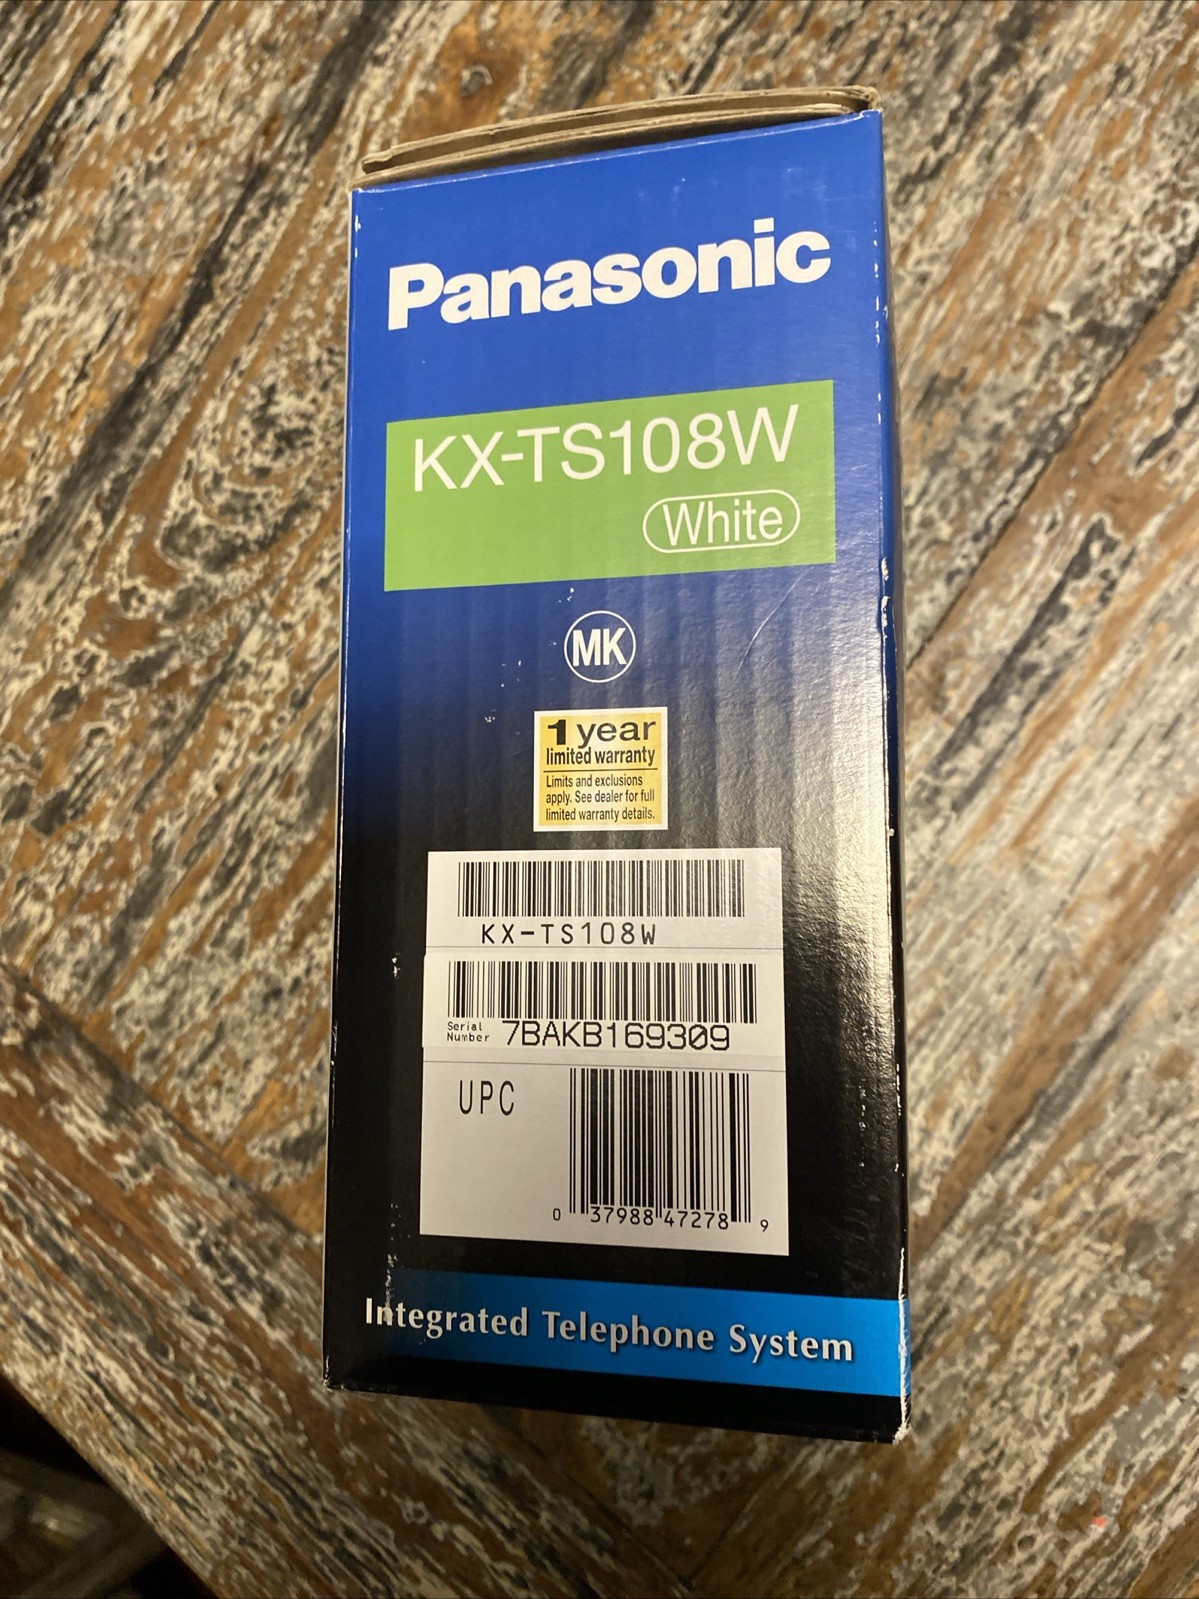 Panasonic
KX-TS108W
White
MK
1 year
limited warranty
Limits and exclusions
apply. See dealer for full
limited warranty details.
KX-TS108W
Serial
Number 7BAKB169309
UPC
0 37988 47278 9
Integrated Telephone System